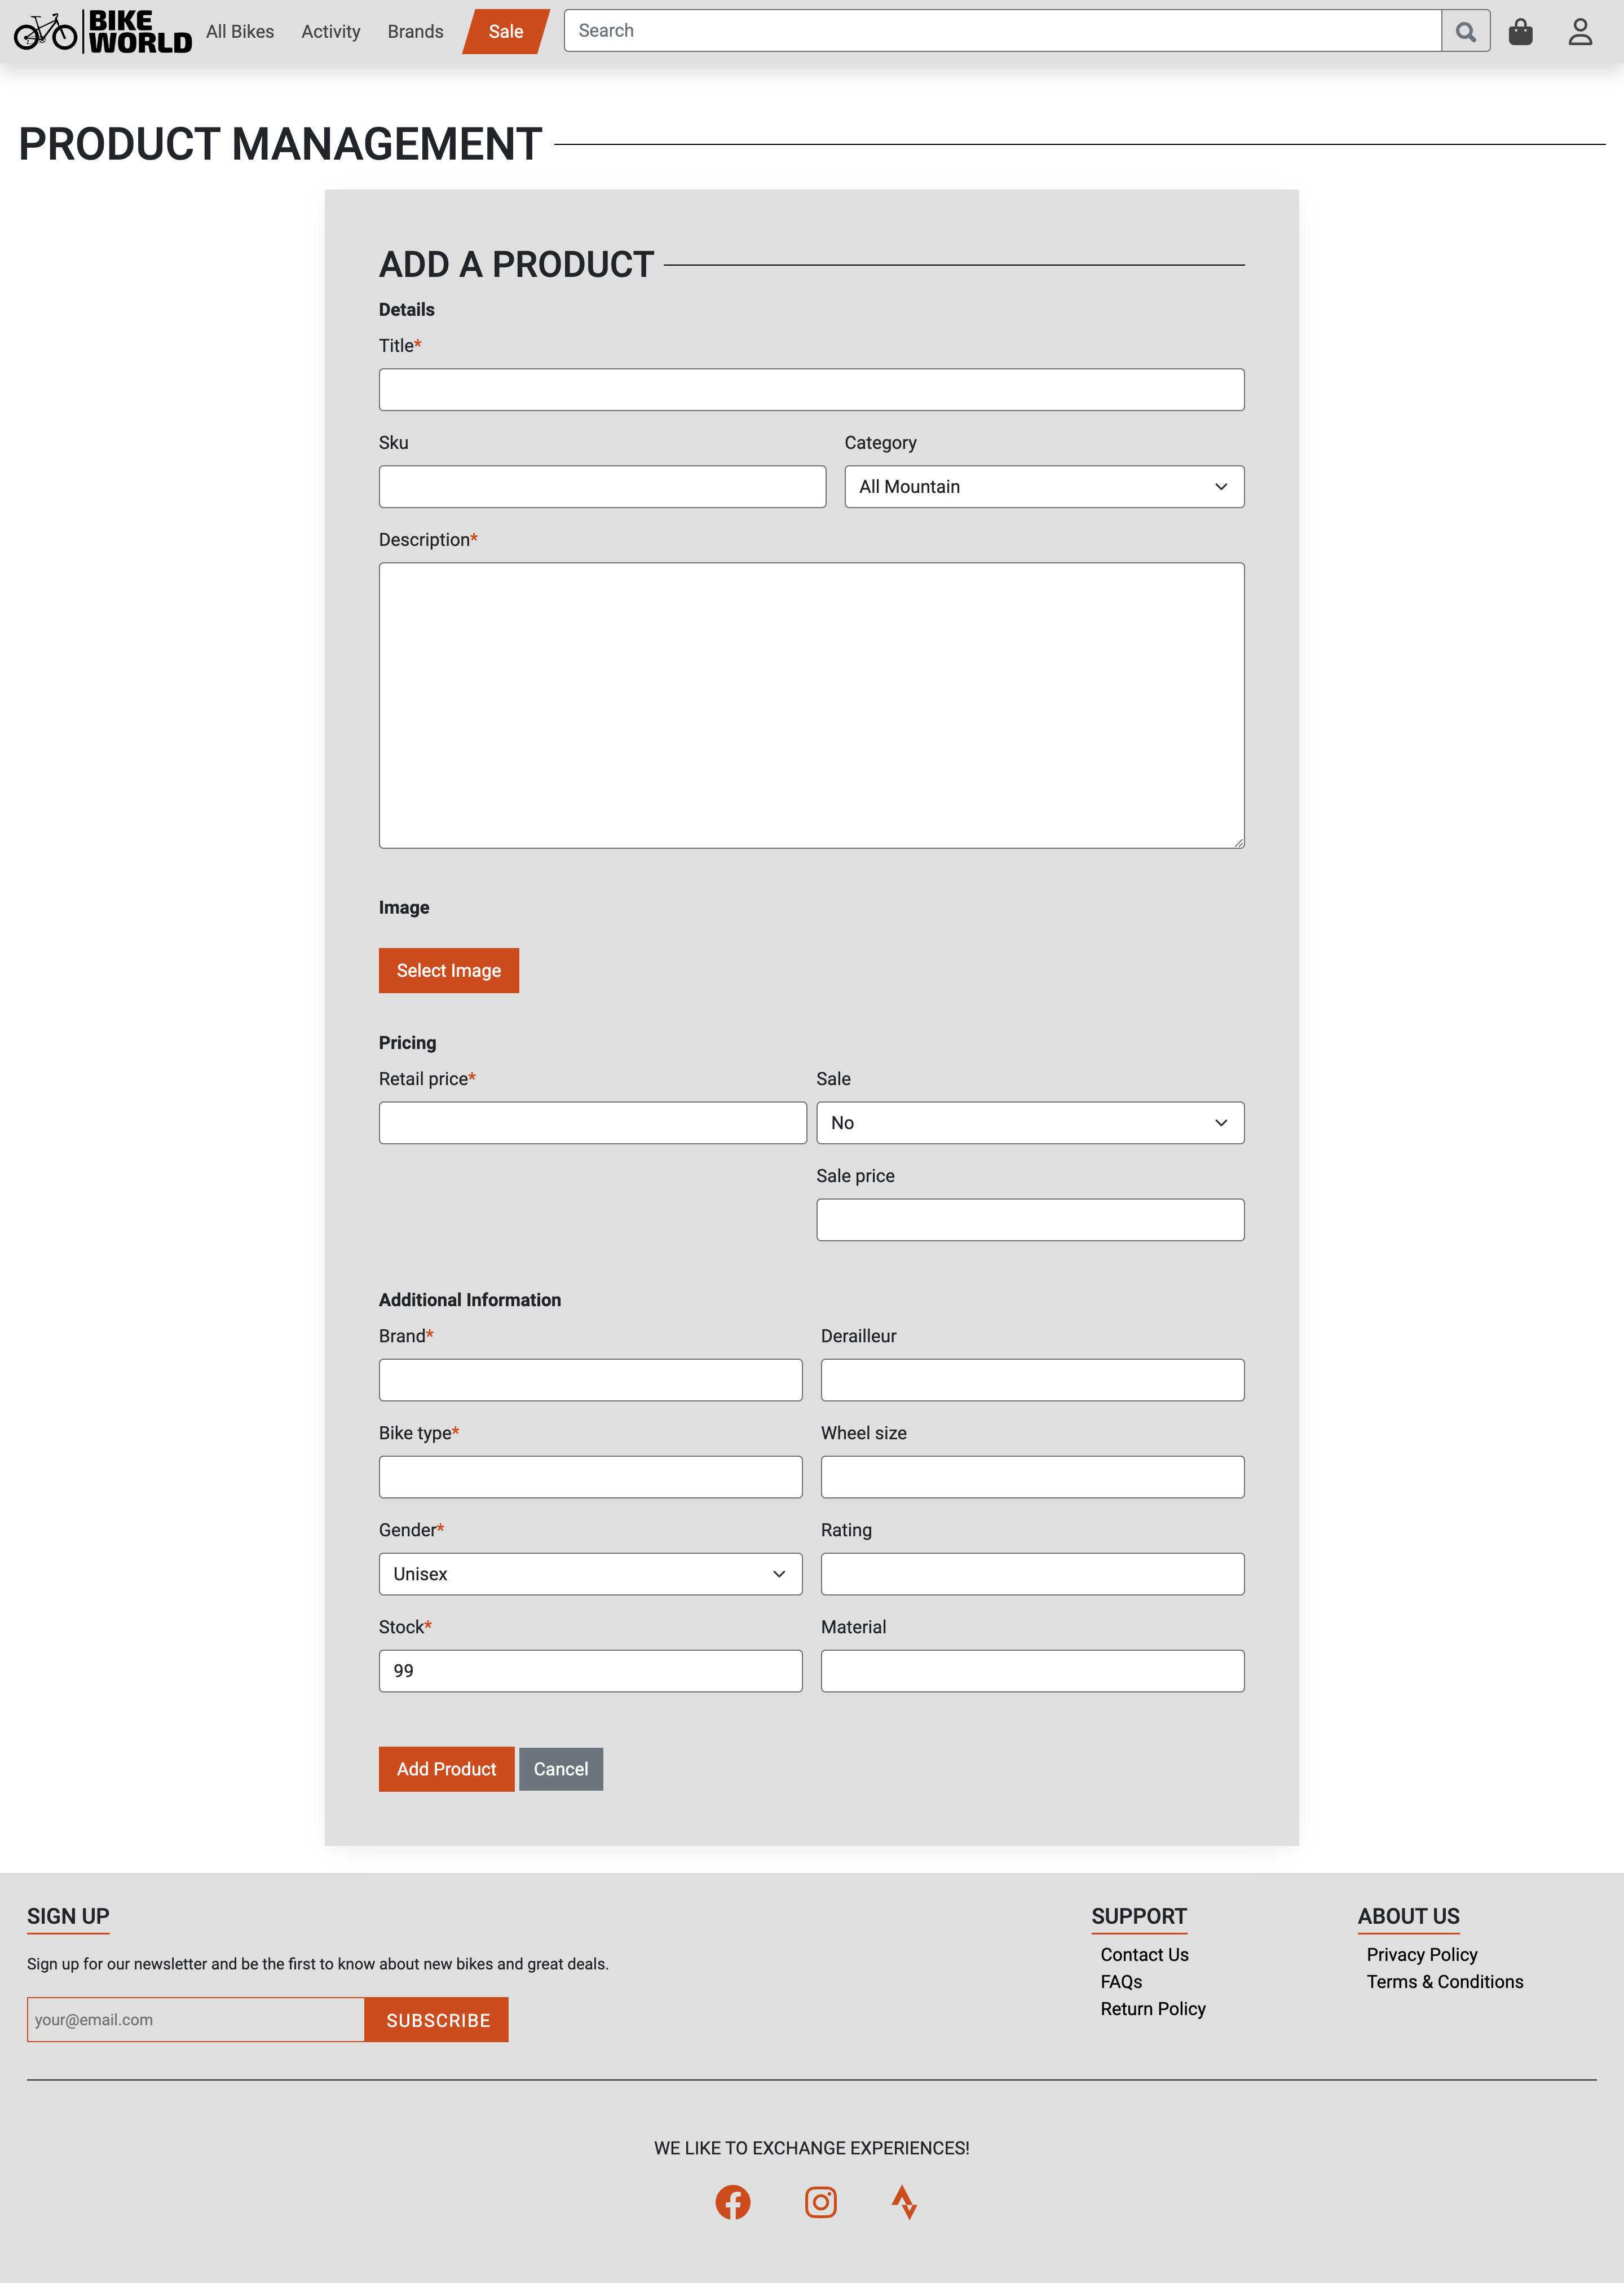 BIKE
WORLD
All Bikes
Activity
Brands
Sale
Search
PRODUCT MANAGEMENT
ADD A PRODUCT
Details
Title*
Sku
Category
All Mountain
Description*
Image
Select Image
Pricing
Retail price*
Sale
No
Sale price
Additional Information
Brand*
Derailleur
Bike type*
Wheel size
Gender*
Rating
Unisex
Stock*
Material
99
Add Product
Cancel
SIGN UP
Sign up for our newsletter and be the first to know about new bikes and great deals.
your@email.com
SUBSCRIBE
SUPPORT
Contact Us
FAQs
Return Policy
ABOUT US
Privacy Policy
Terms & Conditions
WE LIKE TO EXCHANGE EXPERIENCES!